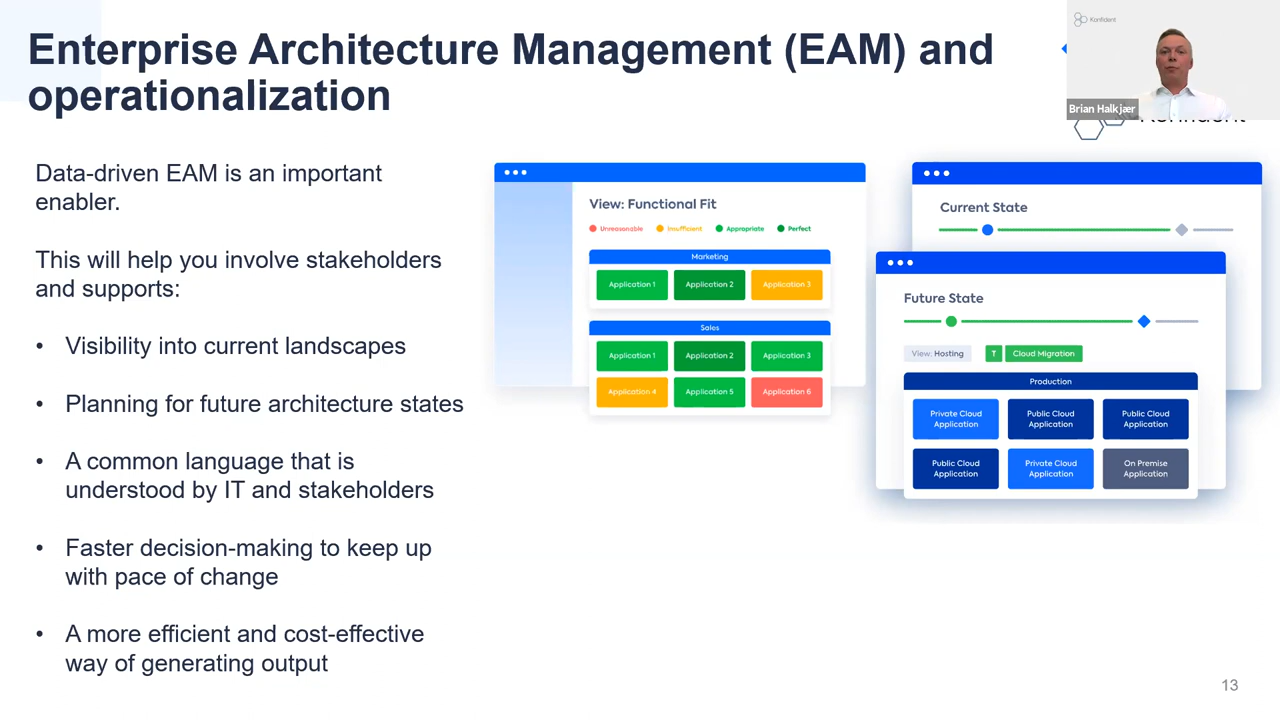 Enterprise Architecture Management (EAM) and
operationalization
Konfident
Brian Halkjær
Konfident
Data-driven EAM is an important
enabler.
This will help you involve stakeholders
and supports:
• Visibility into current landscapes
• Planning for future architecture states
• A common language that is
understood by IT and stakeholders
• Faster decision-making to keep up
with pace of change
• A more efficient and cost-effective
way of generating output
View: Functional Fit
Unreasonable Insufficient Appropriate Perfect
Marketing
Application 1 Application 2 Application 3
Sales
Application 1 Application 2 Application 3
Application 4 Application 5 Application 6
Current State
Future State
View: Hosting T Cloud Migration
Production
Private Cloud Public Cloud Public Cloud
Application Application Application
Public Cloud Private Cloud On Premise
Application Application Application
13